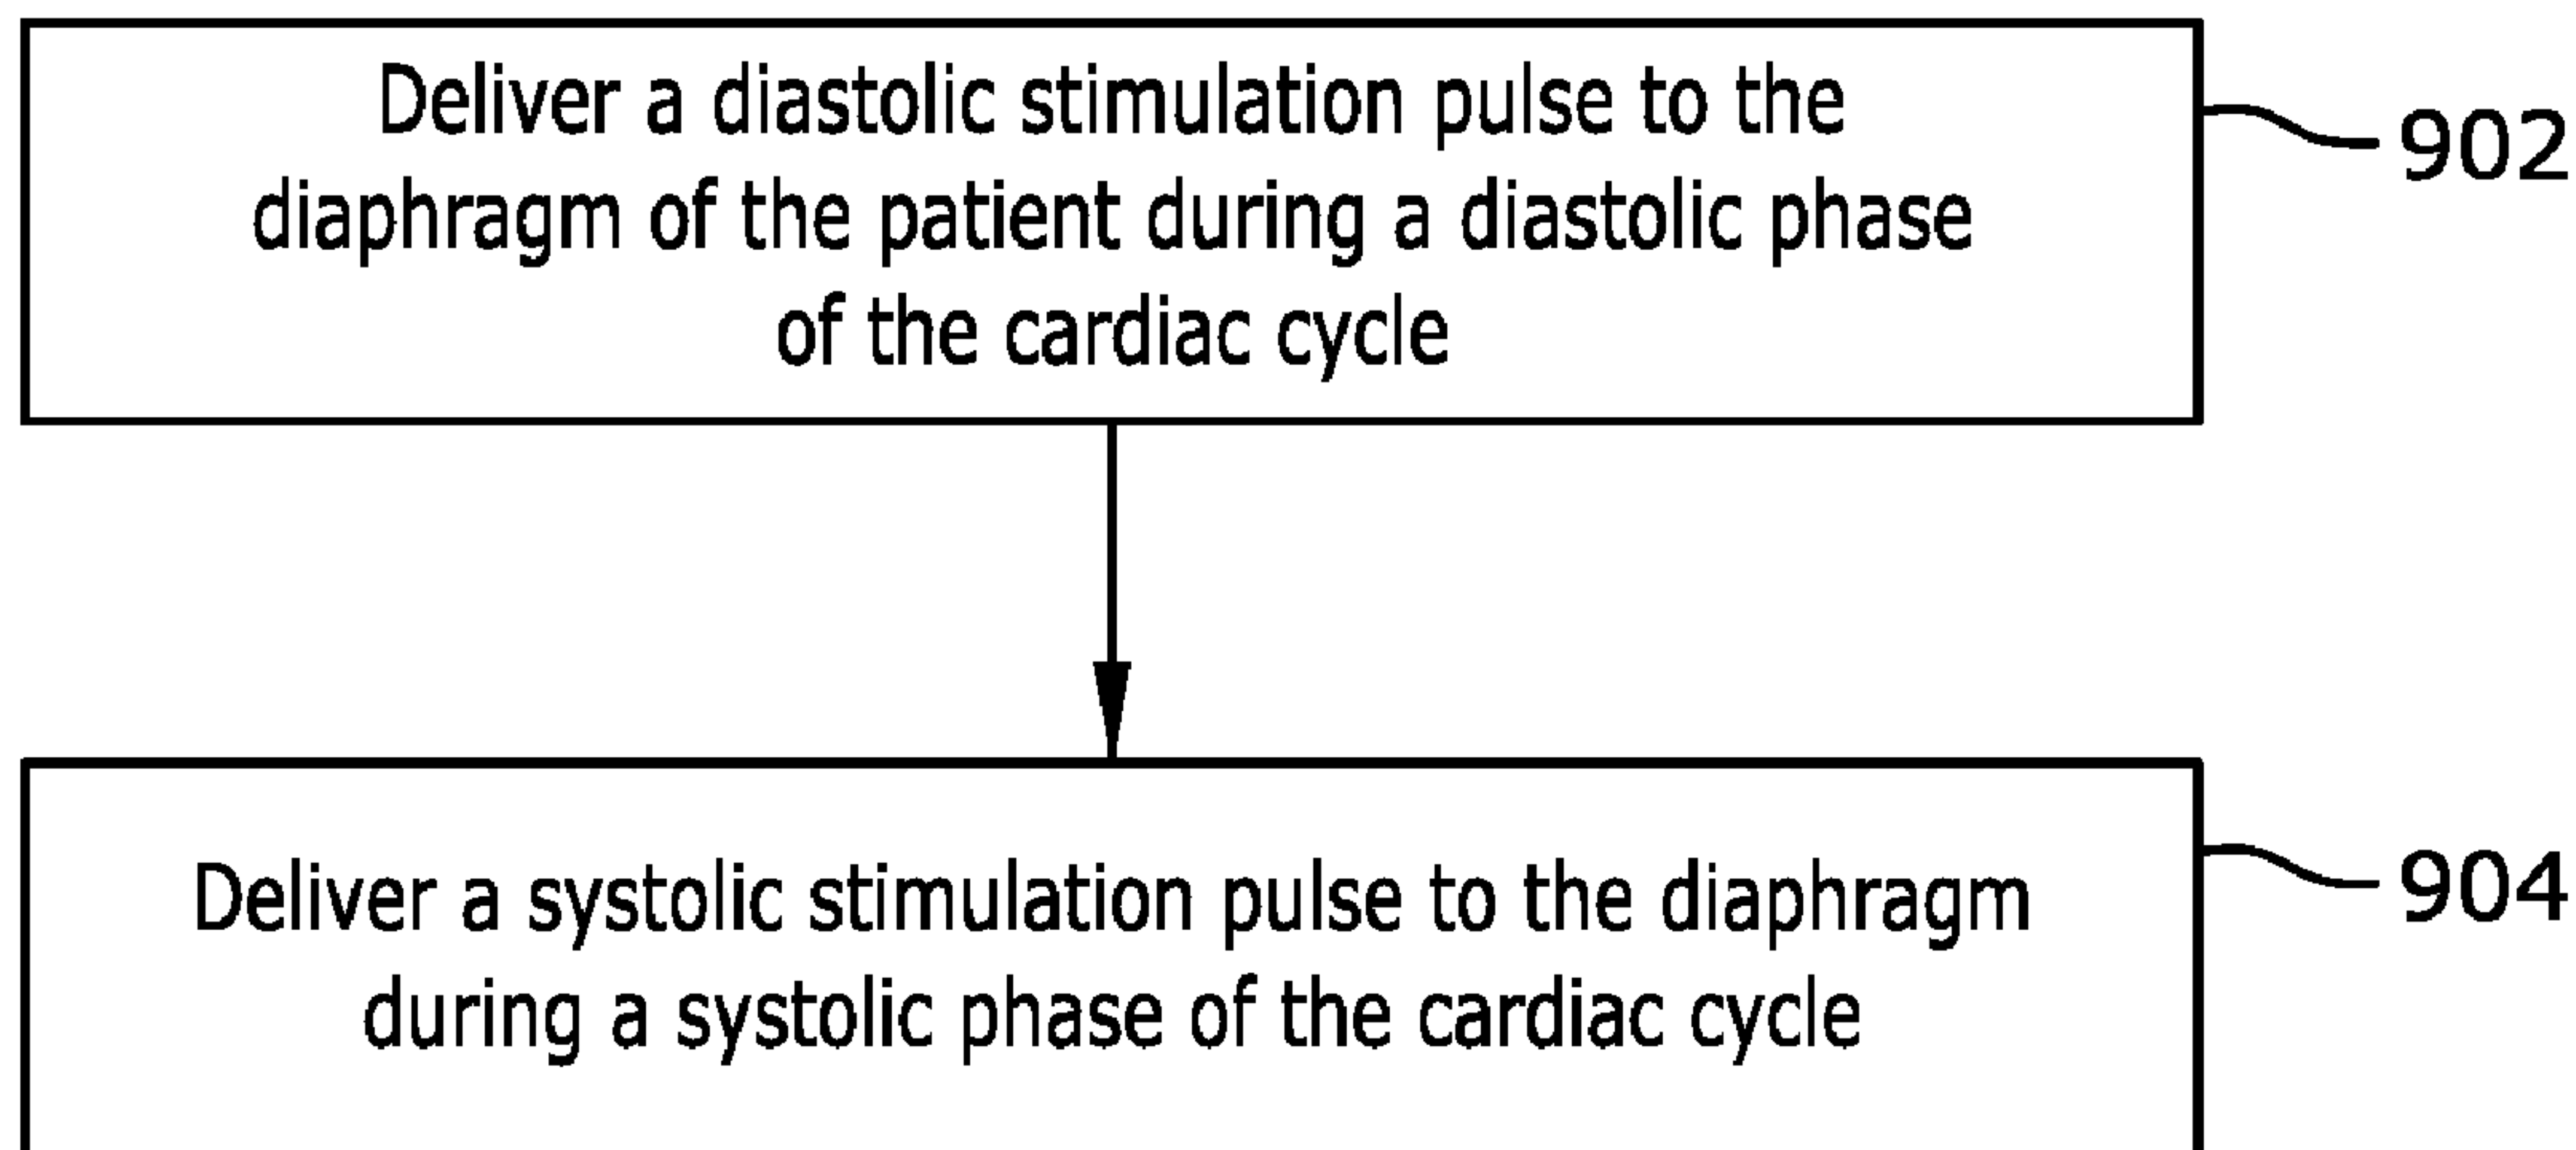 Deliver a diastolic stimulation pulse to the
diaphragm of the patient during a diastolic phase
of the cardiac cycle
902
Deliver a systolic stimulation pulse to the diaphragm
during a systolic phase of the cardiac cycle
904